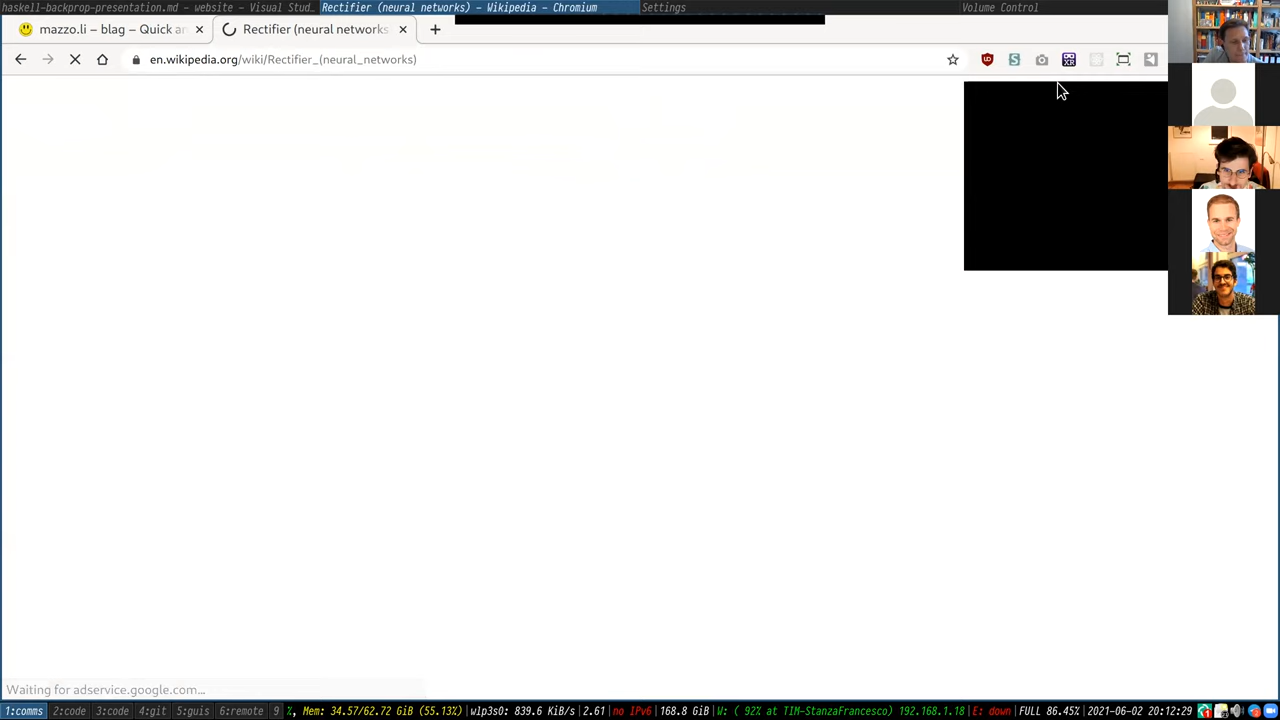 haskell-backprop-presentation.md - website - Visual Stud…
Rectifier (neural networks) - Wikipedia - Chromium
Settings
Volume Control
mazzo.li – blag – Quick an
Rectifier (neural networks
en.wikipedia.org/wiki/Rectifier_(neural_networks)
Waiting for adservice.google.com...
1:comms 2:code 3:code 4:git 5:guis 6:remote 9 %, Mem: 34.57/62.72 GiB (55.13%)|wlp3s0: 839.6 KiB/s|2.61|no IPv6|168.8 GiB|W: ( 92% at TIM-StanzaFrancesco) 192.168.1.18|E: down|FULL 86.45%|2021-06-02 20:12:29